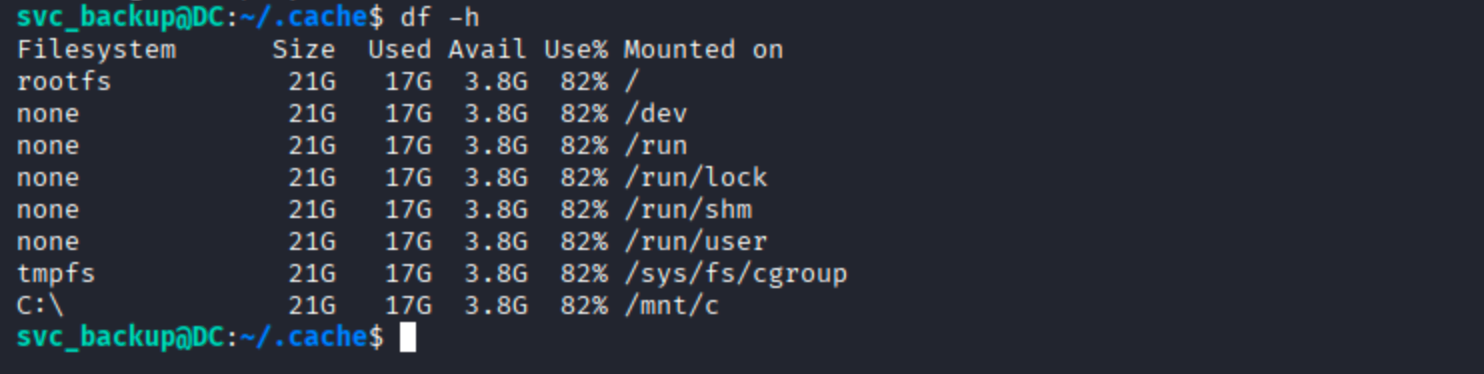 svc_backup@DC:~/.cache$ df -h
Filesystem      Size  Used Avail Use% Mounted on
rootfs           21G   17G  3.8G  82% /
none             21G   17G  3.8G  82% /dev
none             21G   17G  3.8G  82% /run
none             21G   17G  3.8G  82% /run/lock
none             21G   17G  3.8G  82% /run/shm
none             21G   17G  3.8G  82% /run/user
tmpfs            21G   17G  3.8G  82% /sys/fs/cgroup
C:\              21G   17G  3.8G  82% /mnt/c
svc_backup@DC:~/.cache$